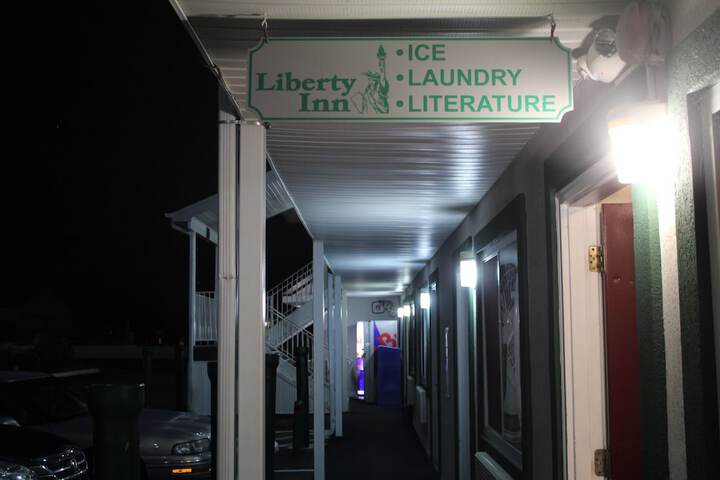 Liberty
Inn
• ICE
• LAUNDRY
• LITERATURE